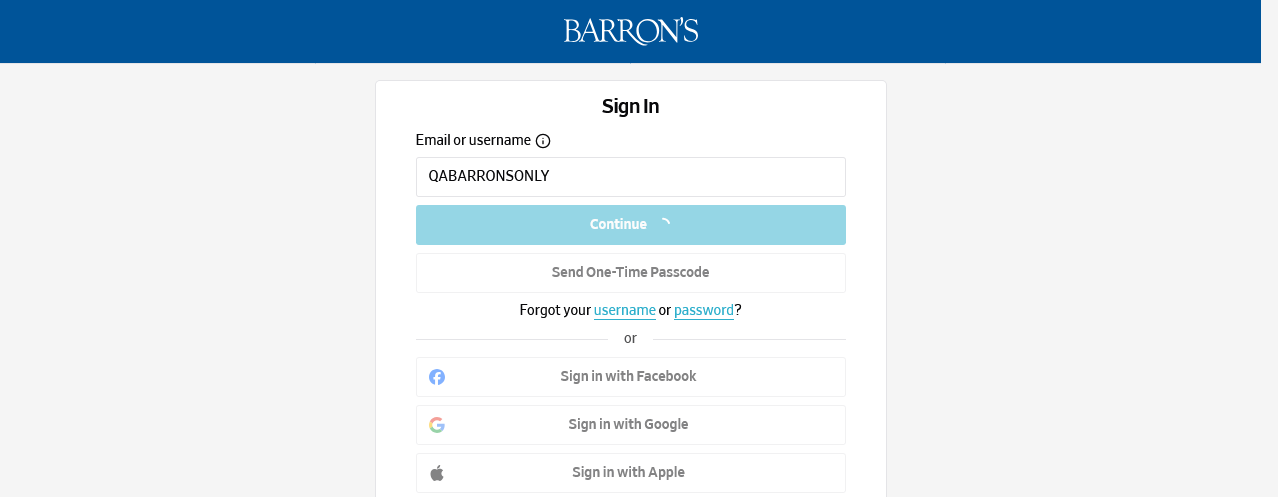 BARRON'S
Sign In
Email or username
QABARRONSONLY
Continue
Send One-Time Passcode
Forgot your username or password?
or
Sign in with Facebook
Sign in with Google
Sign in with Apple